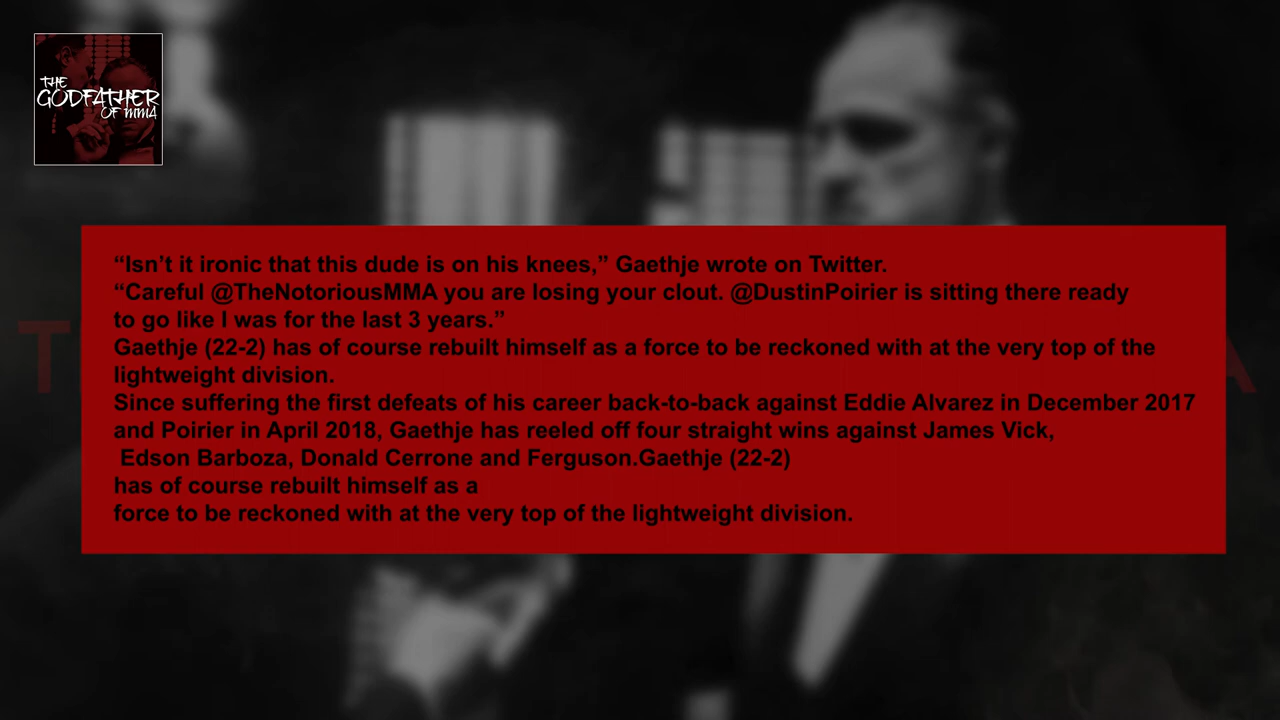 THE
GODFATHER
OF MMA
“Isn’t it ironic that this dude is on his knees,” Gaethje wrote on Twitter.
“Careful @TheNotoriousMMA you are losing your clout. @DustinPoirier is sitting there ready
to go like I was for the last 3 years.”
Gaethje (22-2) has of course rebuilt himself as a force to be reckoned with at the very top of the
lightweight division.
Since suffering the first defeats of his career back-to-back against Eddie Alvarez in December 2017
and Poirier in April 2018, Gaethje has reeled off four straight wins against James Vick,
Edson Barboza, Donald Cerrone and Ferguson.Gaethje (22-2)
has of course rebuilt himself as a
force to be reckoned with at the very top of the lightweight division.